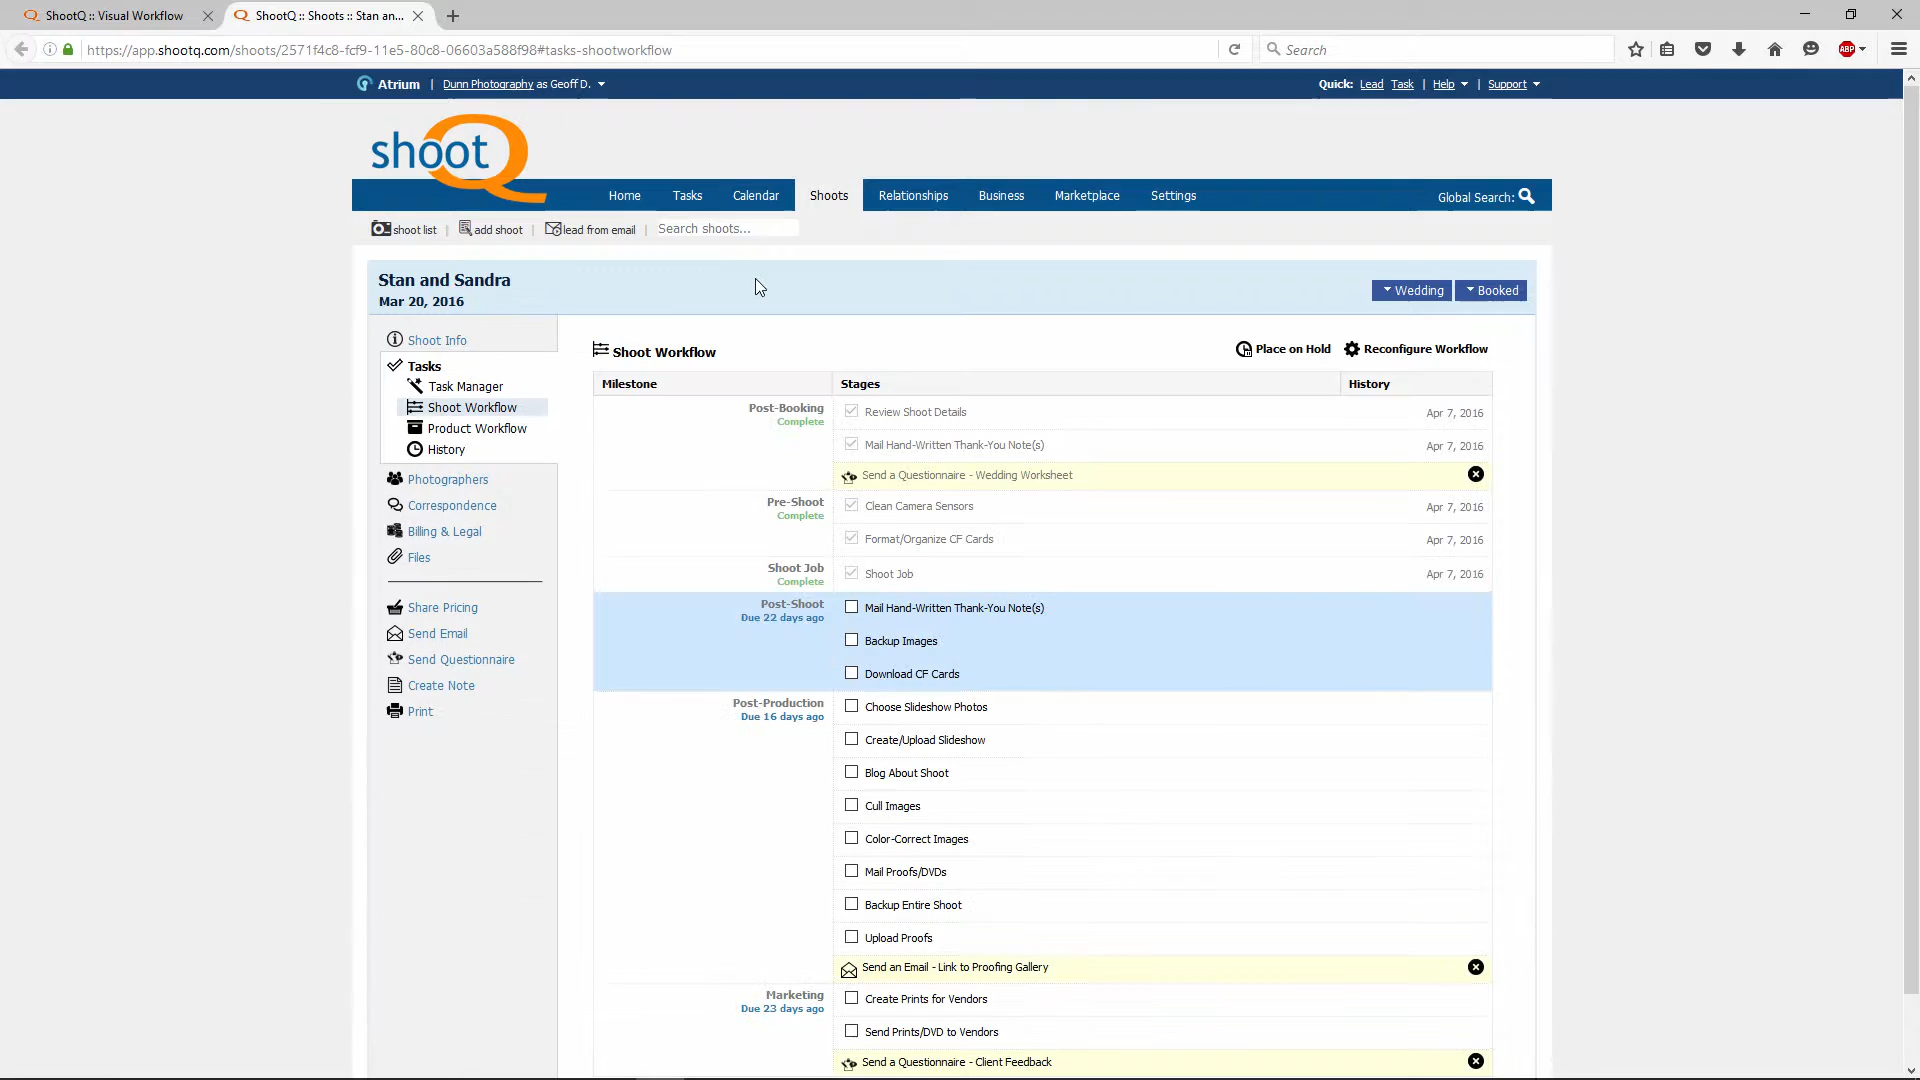 ShootQ :: Visual Workflow
ShootQ :: Shoots :: Stan an...
https://app.shootq.com/shoots/2571f4c8-fcf9-11e5-80c8-06603a588f98#tasks-shootworkflow
Search
ABP
Atrium | Dunn Photography as Geoff D.
Quick: Lead Task | Help | Support
shootQ
Home Tasks Calendar Shoots Relationships Business Marketplace Settings Global Search:
shoot list | add shoot | lead from email | Search shoots...
Stan and Sandra
Mar 20, 2016
Wedding Booked
Shoot Info
Tasks
Task Manager
Shoot Workflow
Product Workflow
History
Photographers
Correspondence
Billing & Legal
Files
Share Pricing
Send Email
Send Questionnaire
Create Note
Print
Shoot Workflow
Place on Hold Reconfigure Workflow
Milestone Stages History
Post-Booking
Complete
Review Shoot Details Apr 7, 2016
Mail Hand-Written Thank-You Note(s) Apr 7, 2016
Send a Questionnaire - Wedding Worksheet
Pre-Shoot
Complete
Clean Camera Sensors Apr 7, 2016
Format/Organize CF Cards Apr 7, 2016
Shoot Job
Complete
Shoot Job Apr 7, 2016
Post-Shoot
Due 22 days ago
Mail Hand-Written Thank-You Note(s)
Backup Images
Download CF Cards
Post-Production
Due 16 days ago
Choose Slideshow Photos
Create/Upload Slideshow
Blog About Shoot
Cull Images
Color-Correct Images
Mail Proofs/DVDs
Backup Entire Shoot
Upload Proofs
Send an Email - Link to Proofing Gallery
Marketing
Due 23 days ago
Create Prints for Vendors
Send Prints/DVD to Vendors
Send a Questionnaire - Client Feedback